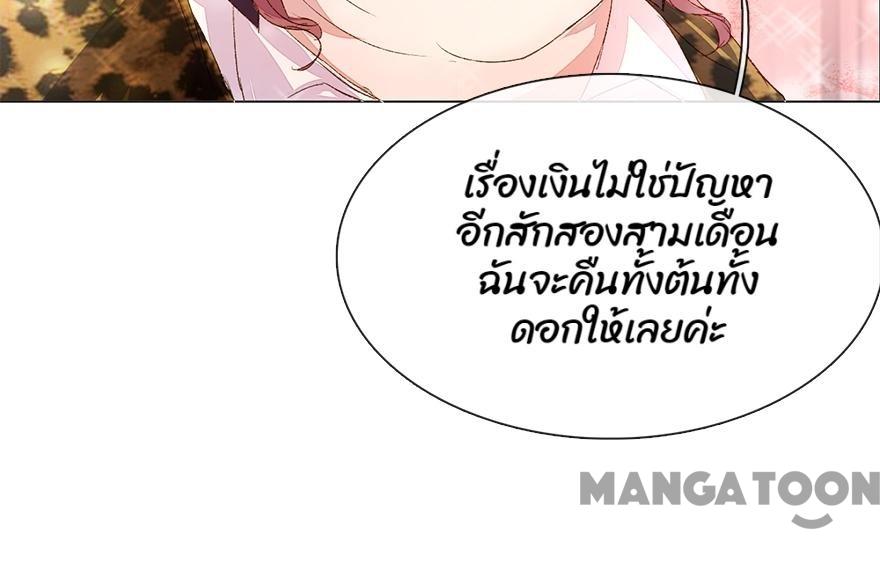 เรื่องเงินไม่ใช่ปัญหา
อีกสักสองสามเดือน
ฉันจะคืนทั้งต้นทั้ง
ดอกให้เลยค่ะ
MANGATOON